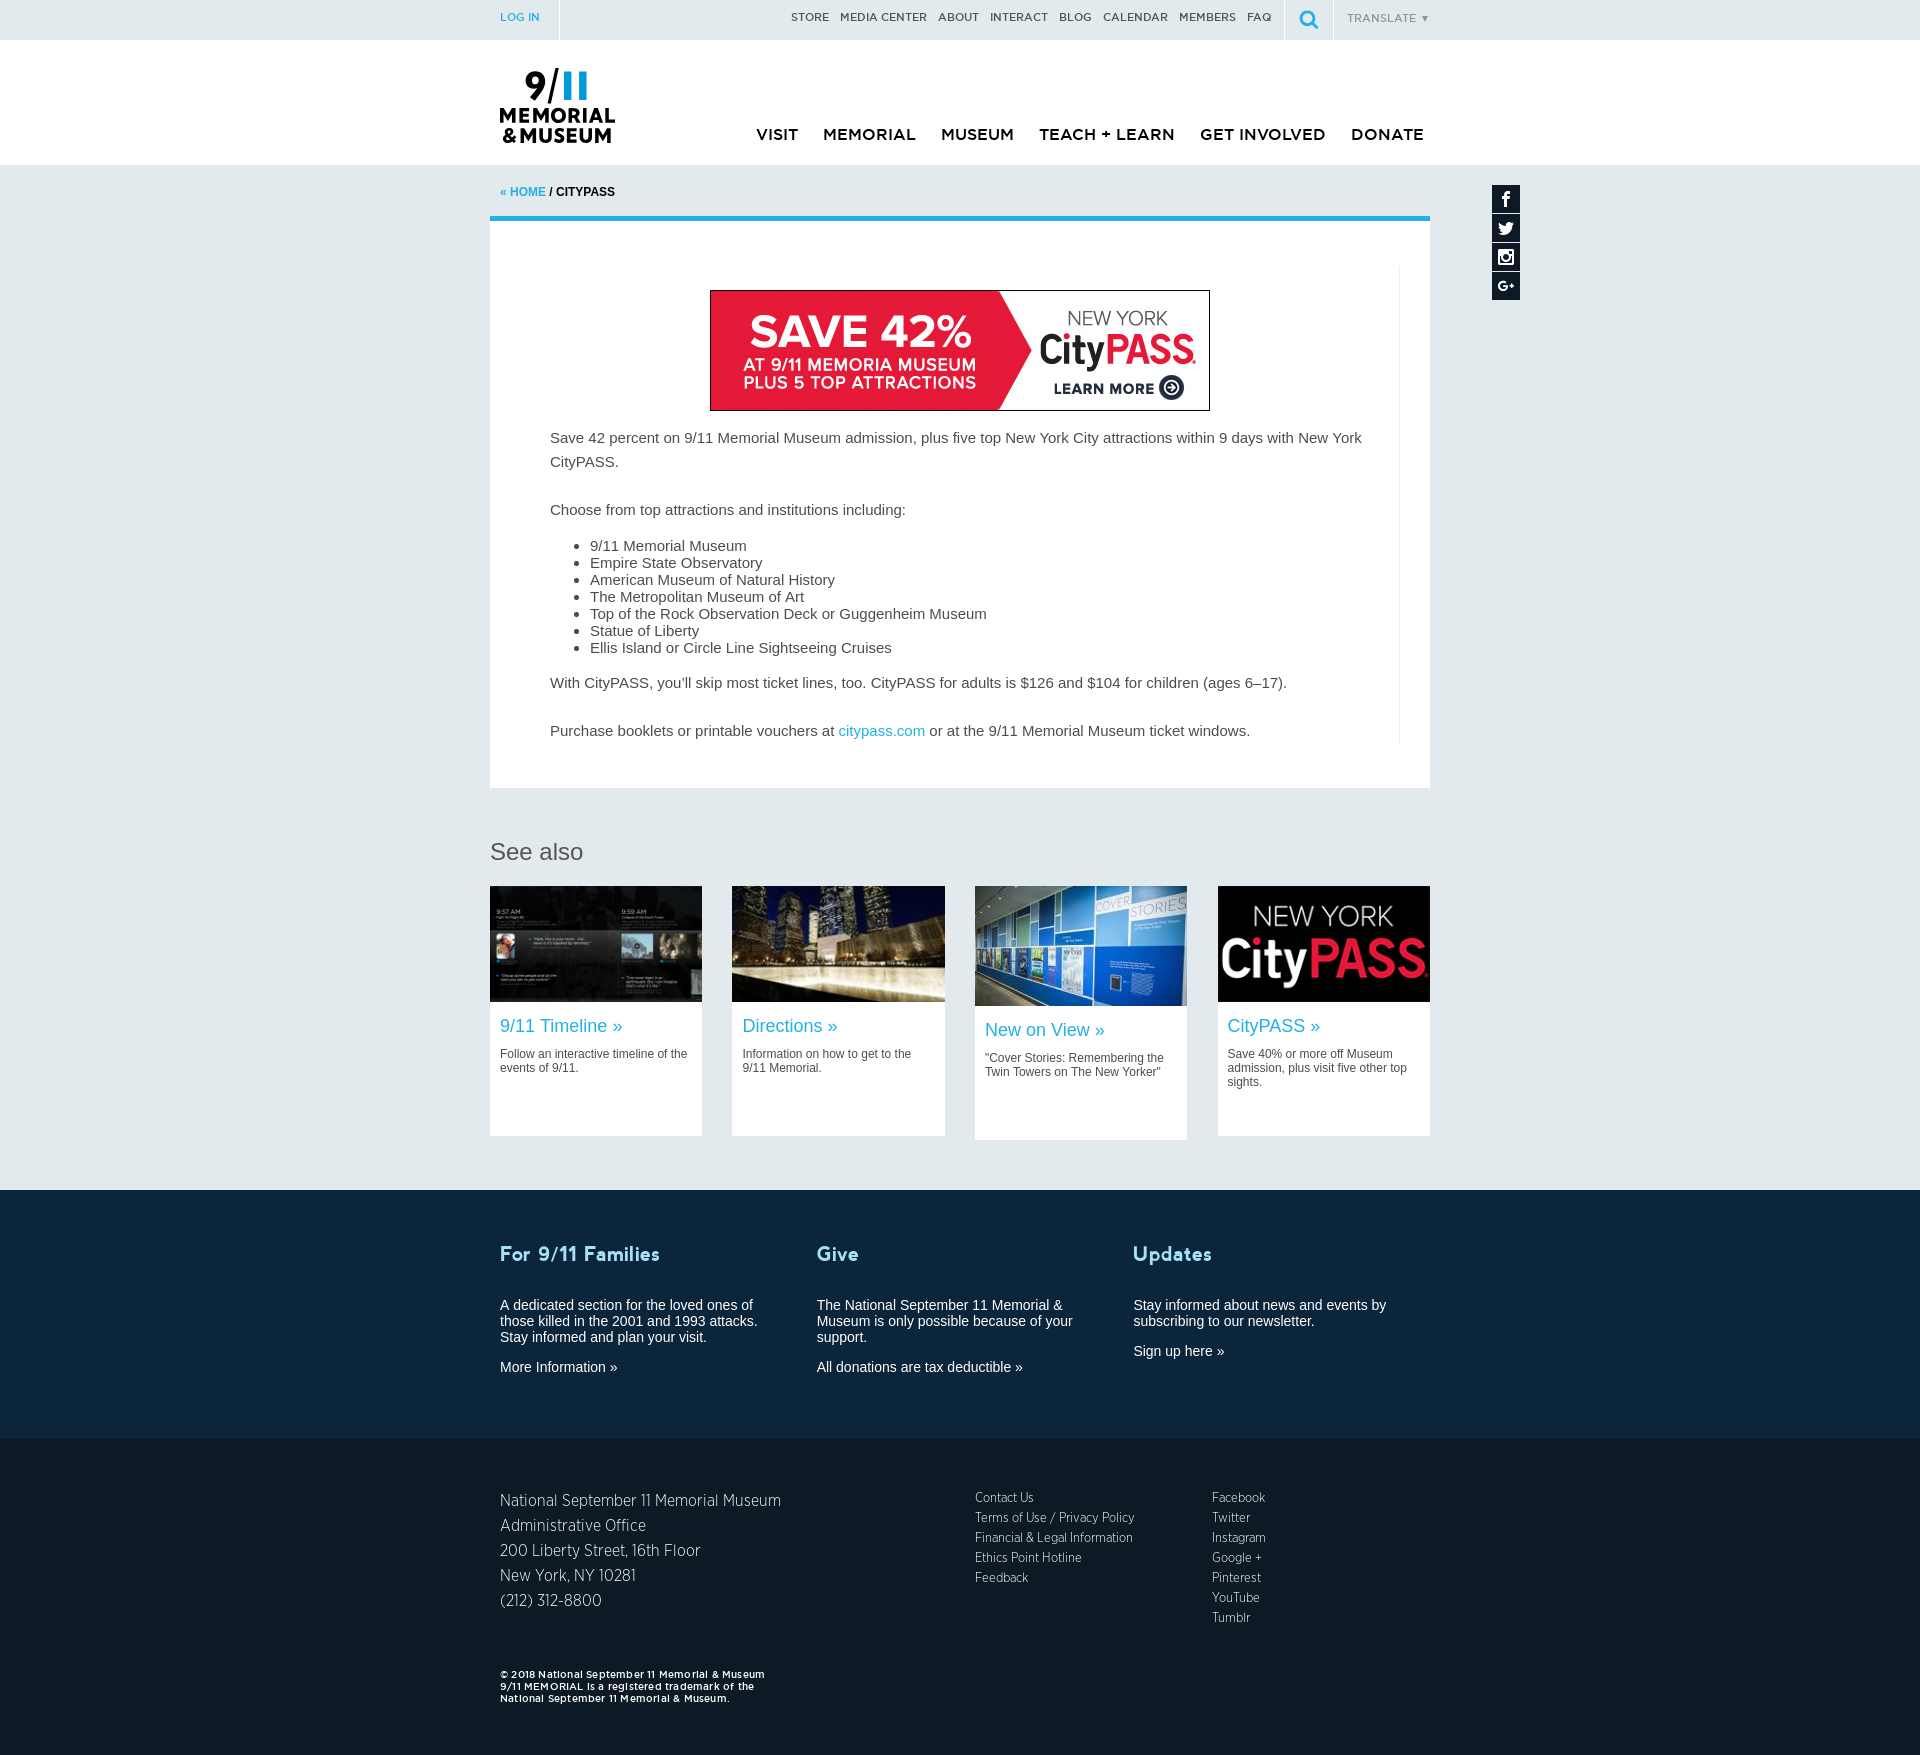 LOG IN
STORE MEDIA CENTER ABOUT INTERACT BLOG CALENDAR MEMBERS FAQ
TRANSLATE ▼
9/11
MEMORIAL
&MUSEUM
VISIT MEMORIAL MUSEUM TEACH + LEARN GET INVOLVED DONATE
« HOME / CITYPASS
SAVE 42%
AT 9/11 MEMORIA MUSEUM
PLUS 5 TOP ATTRACTIONS
NEW YORK
CityPASS.
LEARN MORE
Save 42 percent on 9/11 Memorial Museum admission, plus five top New York City attractions within 9 days with New York
CityPASS.
Choose from top attractions and institutions including:
• 9/11 Memorial Museum
• Empire State Observatory
• American Museum of Natural History
• The Metropolitan Museum of Art
• Top of the Rock Observation Deck or Guggenheim Museum
• Statue of Liberty
• Ellis Island or Circle Line Sightseeing Cruises
With CityPASS, you’ll skip most ticket lines, too. CityPASS for adults is $126 and $104 for children (ages 6–17).
Purchase booklets or printable vouchers at citypass.com or at the 9/11 Memorial Museum ticket windows.
See also
9:57 AM
9:59 AM
9/11 Timeline »
Follow an interactive timeline of the
events of 9/11.
Directions »
Information on how to get to the
9/11 Memorial.
COVER
STORIES
New on View »
"Cover Stories: Remembering the
Twin Towers on The New Yorker"
NEW YORK
CityPASS
CityPASS »
Save 40% or more off Museum
admission, plus visit five other top
sights.
For 9/11 Families
A dedicated section for the loved ones of
those killed in the 2001 and 1993 attacks.
Stay informed and plan your visit.
More Information »
Give
The National September 11 Memorial &
Museum is only possible because of your
support.
All donations are tax deductible »
Updates
Stay informed about news and events by
subscribing to our newsletter.
Sign up here »
National September 11 Memorial Museum
Administrative Office
200 Liberty Street, 16th Floor
New York, NY 10281
(212) 312-8800
Contact Us
Terms of Use / Privacy Policy
Financial & Legal Information
Ethics Point Hotline
Feedback
Facebook
Twitter
Instagram
Google +
Pinterest
YouTube
Tumblr
© 2018 National September 11 Memorial & Museum
9/11 MEMORIAL is a registered trademark of the
National September 11 Memorial & Museum.